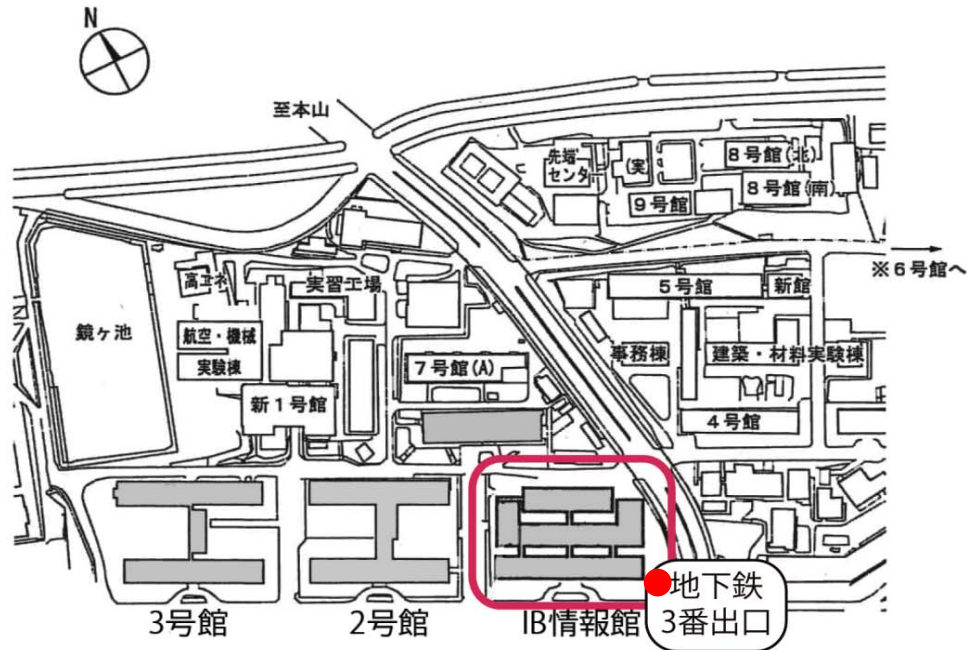 N
至本山
先端
センタ
(実)
8号館(北)
8号館(南)
9号館
※6号館へ
高エネ
実習工場
5号館
新館
鏡ヶ池
航空・機械
実験棟
7号館(A)
事務棟
建築・材料実験棟
新1号館
4号館
地下鉄
3番出口
3号館
2号館
IB情報館